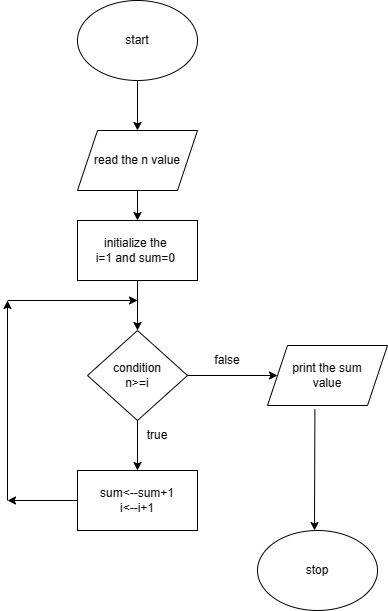 start
read the n value
initialize the
i=1 and sum=0
condition
n>=i
false
print the sum
value
true
sum<--sum+1
i<--i+1
stop